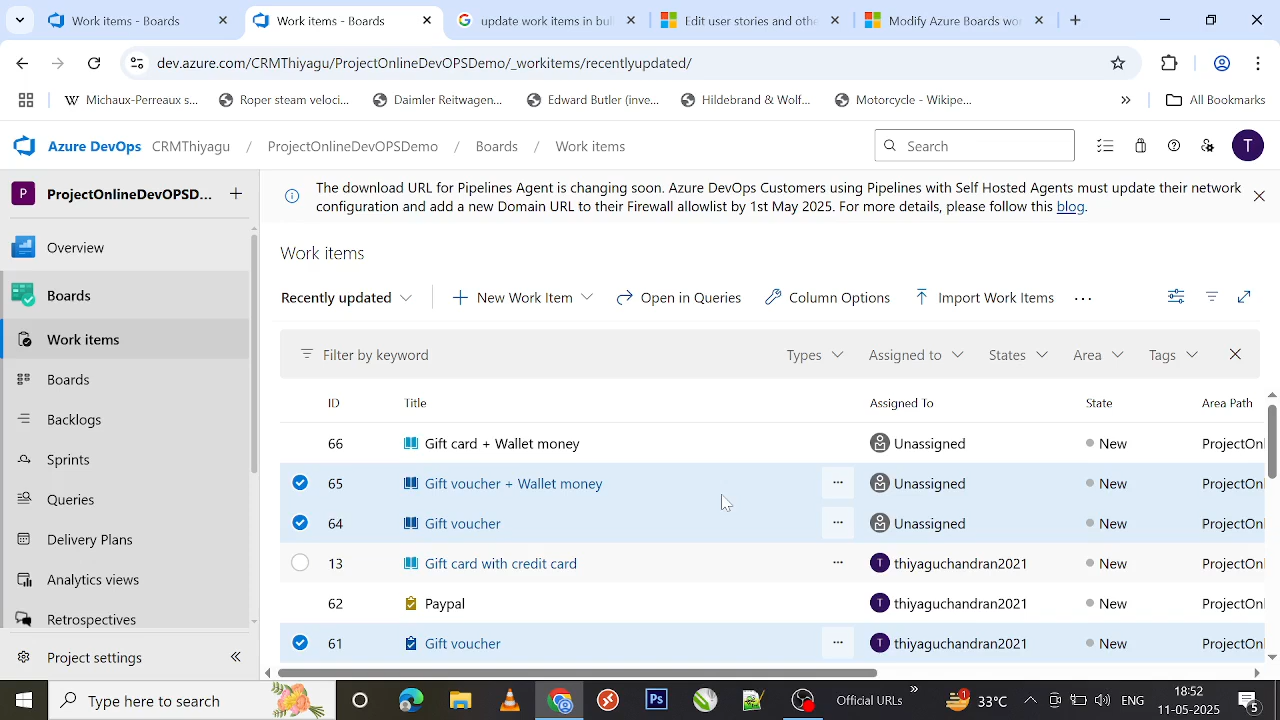 Work items - Boards
Work items - Boards
update work items in bu
Edit user stories and othe
Modify Azure Boards wo
dev.azure.com/CRMThiyagu/ProjectOnlineDevOPSDemo/_workitems/recentlyupdated/
Michaux-Perreaux s...
Roper steam veloci...
Daimler Reitwagen...
Edward Butler (inve...
Hildebrand & Wolf...
Motorcycle - Wikipe...
All Bookmarks
Azure DevOps CRMThiyagu / ProjectOnlineDevOPSDemo / Boards / Work items
Search
T
P ProjectOnlineDevOPSD...
The download URL for Pipelines Agent is changing soon. Azure DevOps Customers using Pipelines with Self Hosted Agents must update their network
configuration and add a new Domain URL to their Firewall allowlist by 1st May 2025. For more details, please follow this blog.
Overview
Boards
Work items
Boards
Backlogs
Sprints
Queries
Delivery Plans
Analytics views
Retrospectives
Project settings
Work items
Recently updated
New Work Item
Open in Queries
Column Options
Import Work Items
Filter by keyword
Types
Assigned to
States
Area
Tags
ID Title Assigned To State Area Path
66 Gift card + Wallet money Unassigned New ProjectOnl
65 Gift voucher + Wallet money ... Unassigned New ProjectOnl
64 Gift voucher ... Unassigned New ProjectOnl
13 Gift card with credit card ... T thiyaguchandran2021 New ProjectOnl
62 Paypal T thiyaguchandran2021 New ProjectOnl
61 Gift voucher ... T thiyaguchandran2021 New ProjectOnl
Type here to search
Ps
Official URLs
1
33°C
ENG
18:52
11-05-2025
5